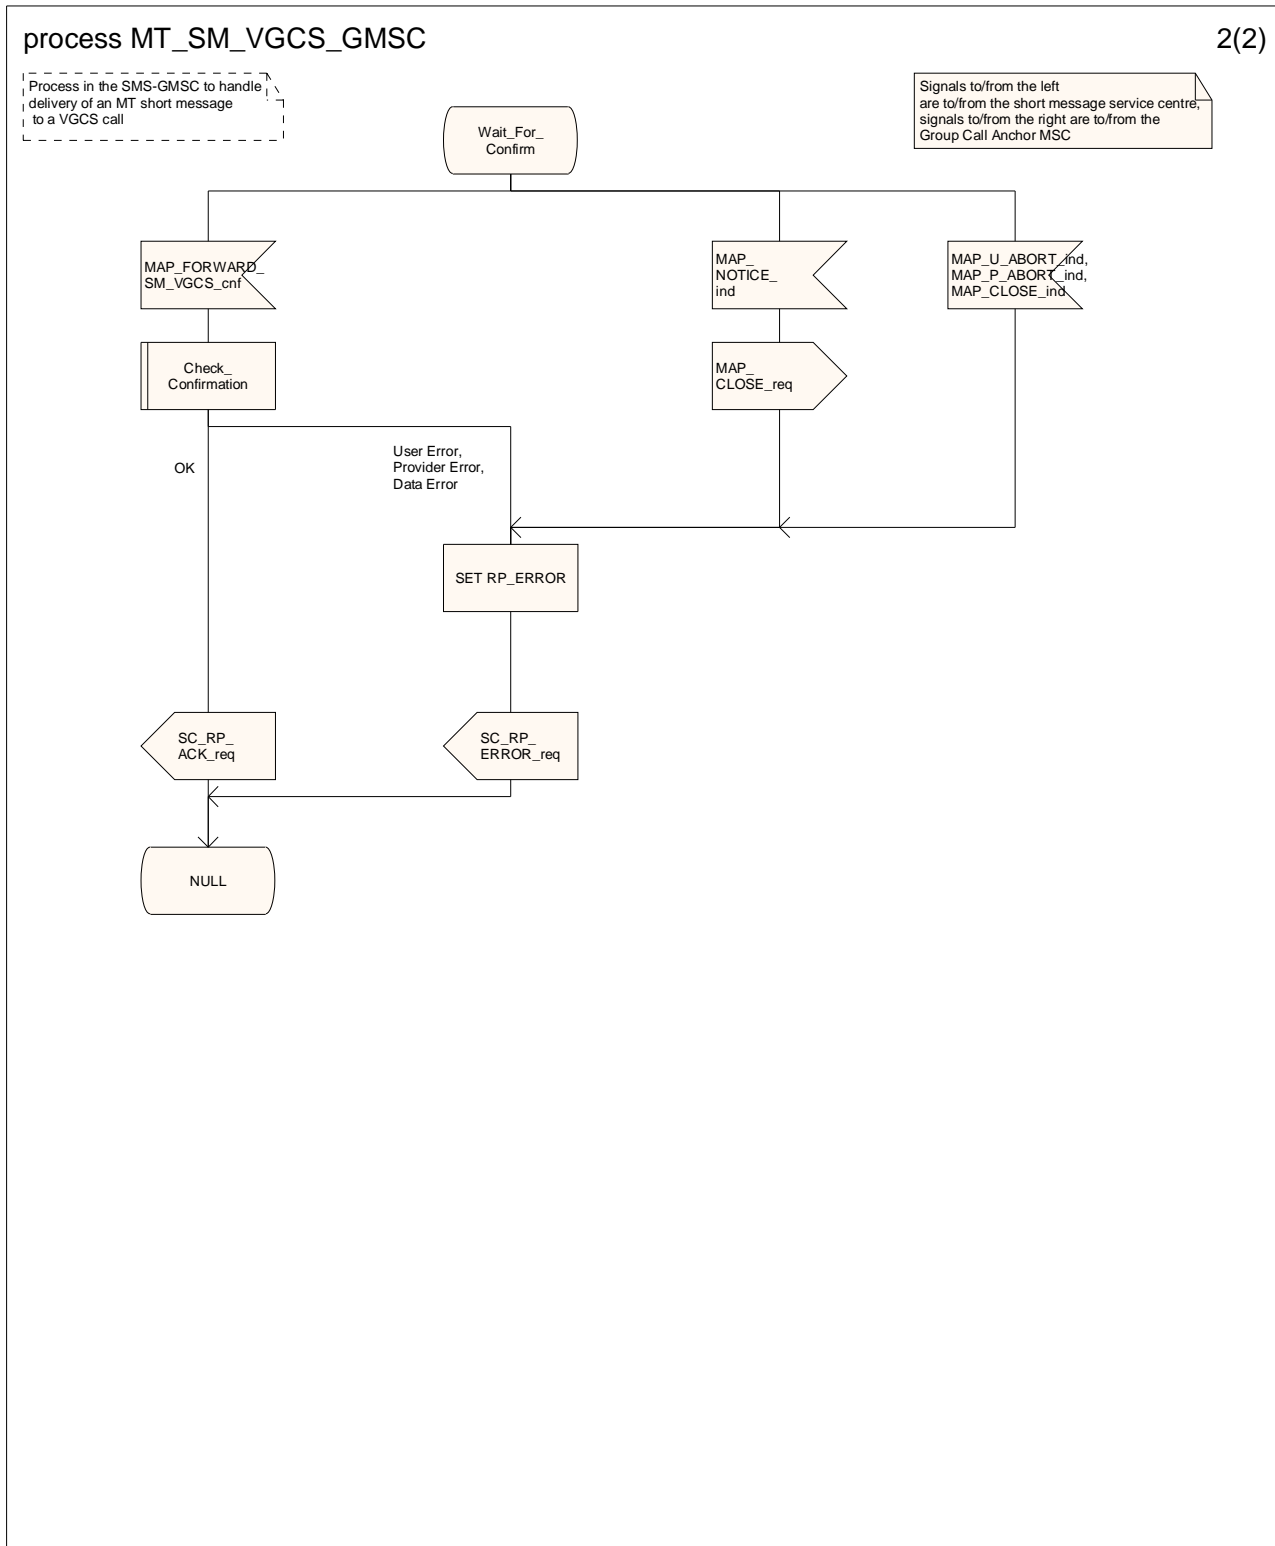 process MT_SM_VGCS_GMSC
2(2)
Process in the SMS-GMSC to handle
delivery of an MT short message
to a VGCS call
Signals to/from the left
are to/from the short message service centre,
signals to/from the right are to/from the
Group Call Anchor MSC
Wait_For_
Confirm
MAP_FORWARD_
SM_VGCS_cnf
MAP_
NOTICE_
ind
MAP_U_ABORT_ind,
MAP_P_ABORT_ind,
MAP_CLOSE_ind
Check_
Confirmation
MAP_
CLOSE_req
OK
User Error,
Provider Error,
Data Error
SET RP_ERROR
SC_RP_
ACK_req
SC_RP_
ERROR_req
NULL